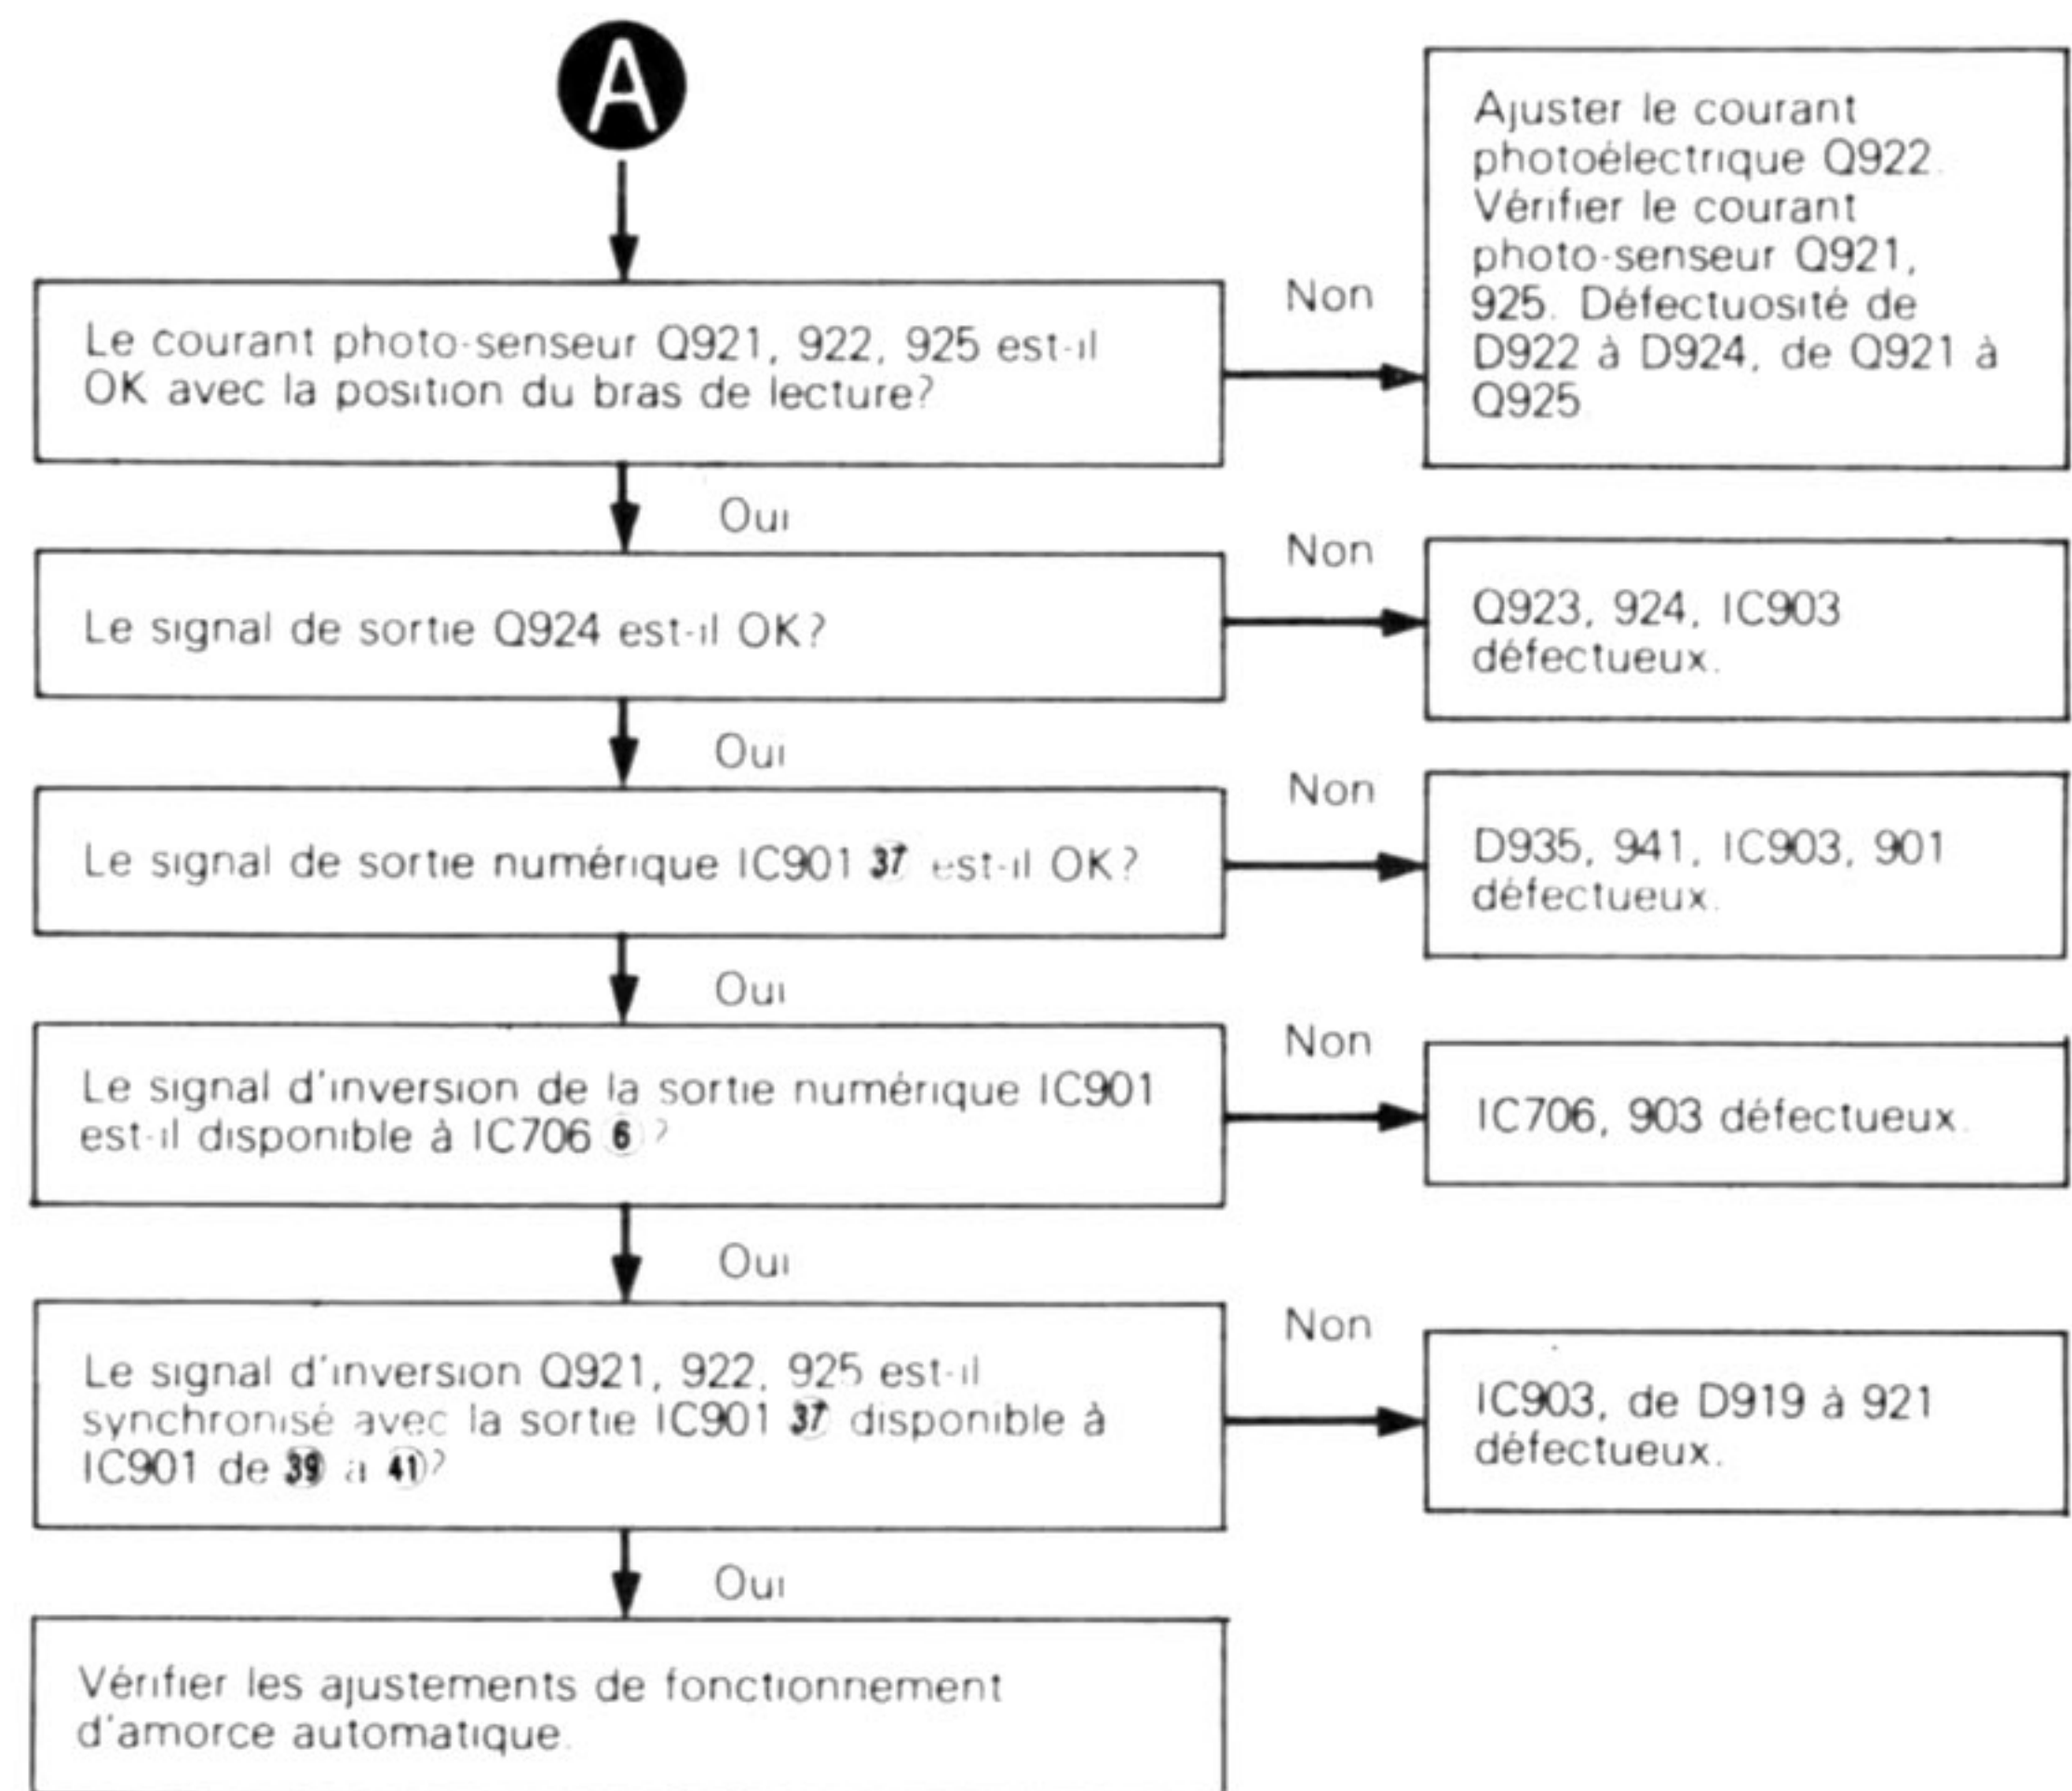 A
Ajuster le courant
photoélectrique Q922.
Vérifier le courant
photo-senseur Q921,
925. Défectuosité de
D922 à D924, de Q921 à
Q925
Non
Le courant photo-senseur Q921, 922, 925 est-il
OK avec la position du bras de lecture?
Oui
Non
Le signal de sortie Q924 est-il OK?
Q923, 924, IC903
défectueux.
Oui
Non
Le signal de sortie numérique IC901 37 est-il OK?
D935, 941, IC903, 901
défectueux.
Oui
Non
Le signal d'inversion de la sortie numérique IC901
est-il disponible à IC706 6 ?
IC706, 903 défectueux.
Oui
Non
Le signal d'inversion Q921, 922, 925 est-il
synchronisé avec la sortie IC901 37 disponible à
IC901 de 39 a 41?
IC903, de D919 à 921
défectueux.
Oui
Vérifier les ajustements de fonctionnement
d'amorce automatique.